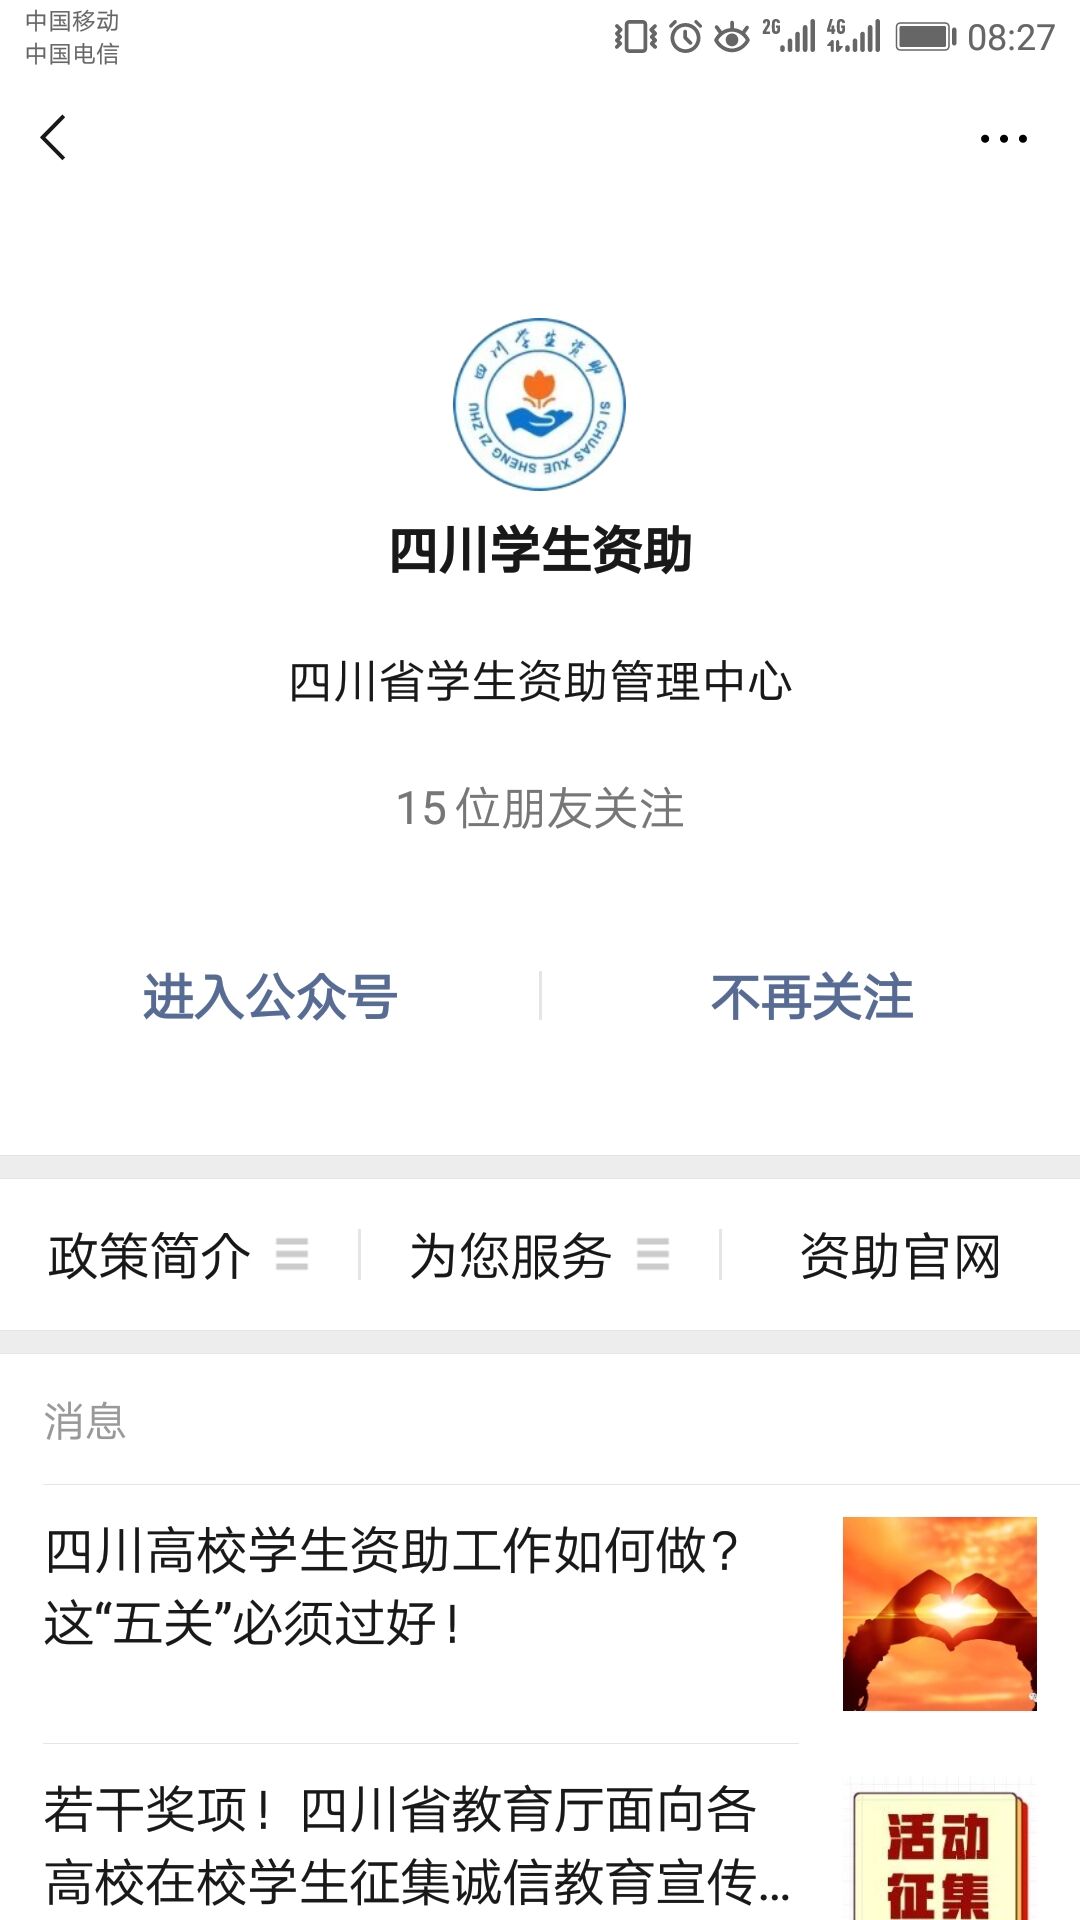 中国移动
中国电信
2G
4G
08:27
四川学生资助
SI CHUAS XUE SHENG ZI ZHU
四川学生资助
四川省学生资助管理中心
15 位朋友关注
进入公众号
不再关注
政策简介
为您服务
资助官网
消息
四川高校学生资助工作如何做？
这“五关”必须过好！
若干奖项！四川省教育厅面向各
高校在校学生征集诚信教育宣传...
活动
征集